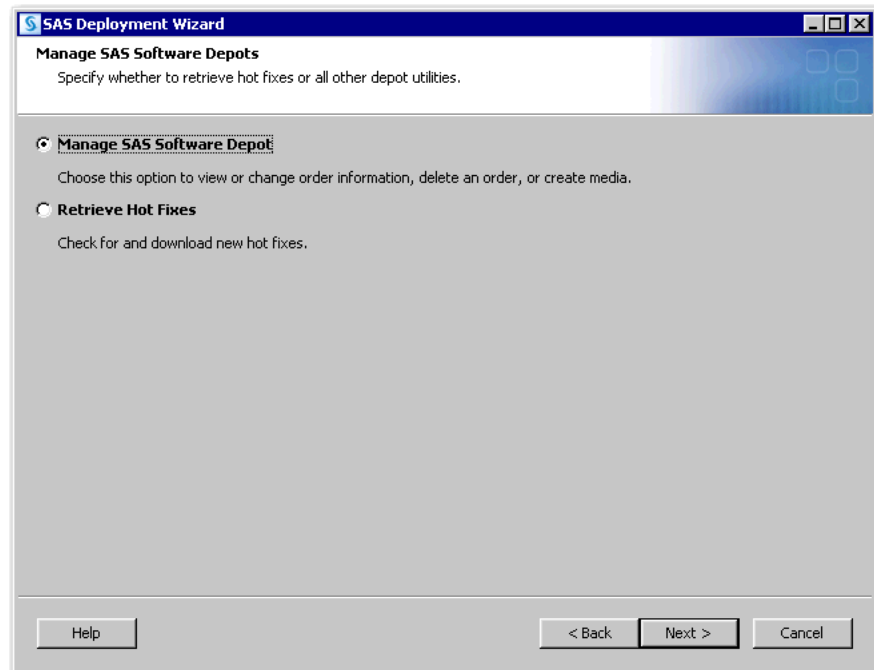 SAS Deployment Wizard
Manage SAS Software Depots
Specify whether to retrieve hot fixes or all other depot utilities.
Manage SAS Software Depot
Choose this option to view or change order information, delete an order, or create media.
Retrieve Hot Fixes
Check for and download new hot fixes.
Help
< Back
Next >
Cancel